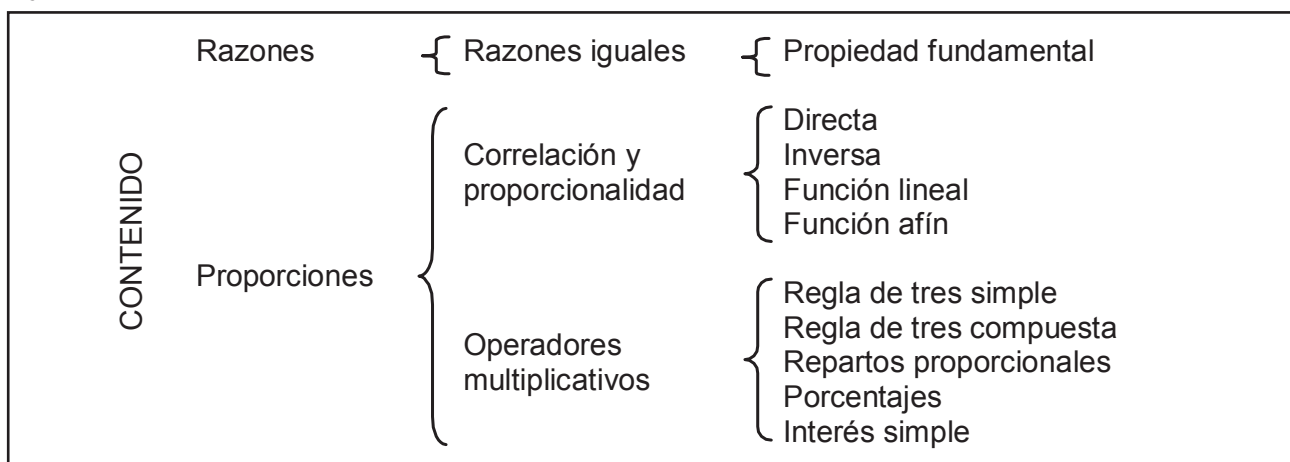 CONTENIDO
Razones
Razones iguales
Propiedad fundamental
Proporciones
Correlación y
proporcionalidad
Directa
Inversa
Función lineal
Función afín
Operadores
multiplicativos
Regla de tres simple
Regla de tres compuesta
Repartos proporcionales
Porcentajes
Interés simple